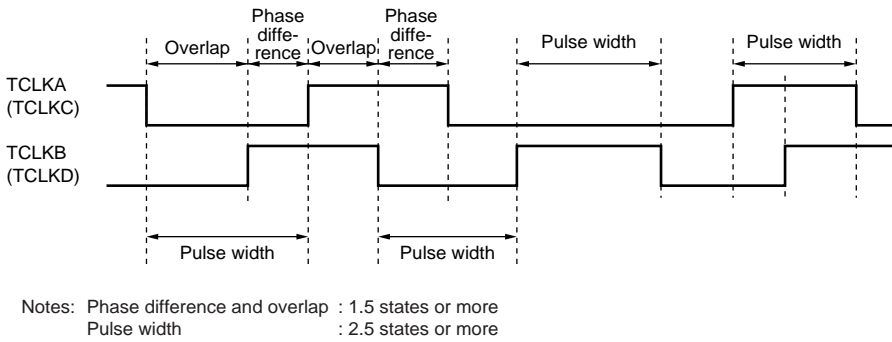 Phase
diffe-
rence
Phase
diffe-
rence
Overlap
Overlap
Pulse width
Pulse width
TCLKA
(TCLKC)
TCLKB
(TCLKD)
Pulse width
Pulse width
Notes: Phase difference and overlap : 1.5 states or more
Pulse width : 2.5 states or more